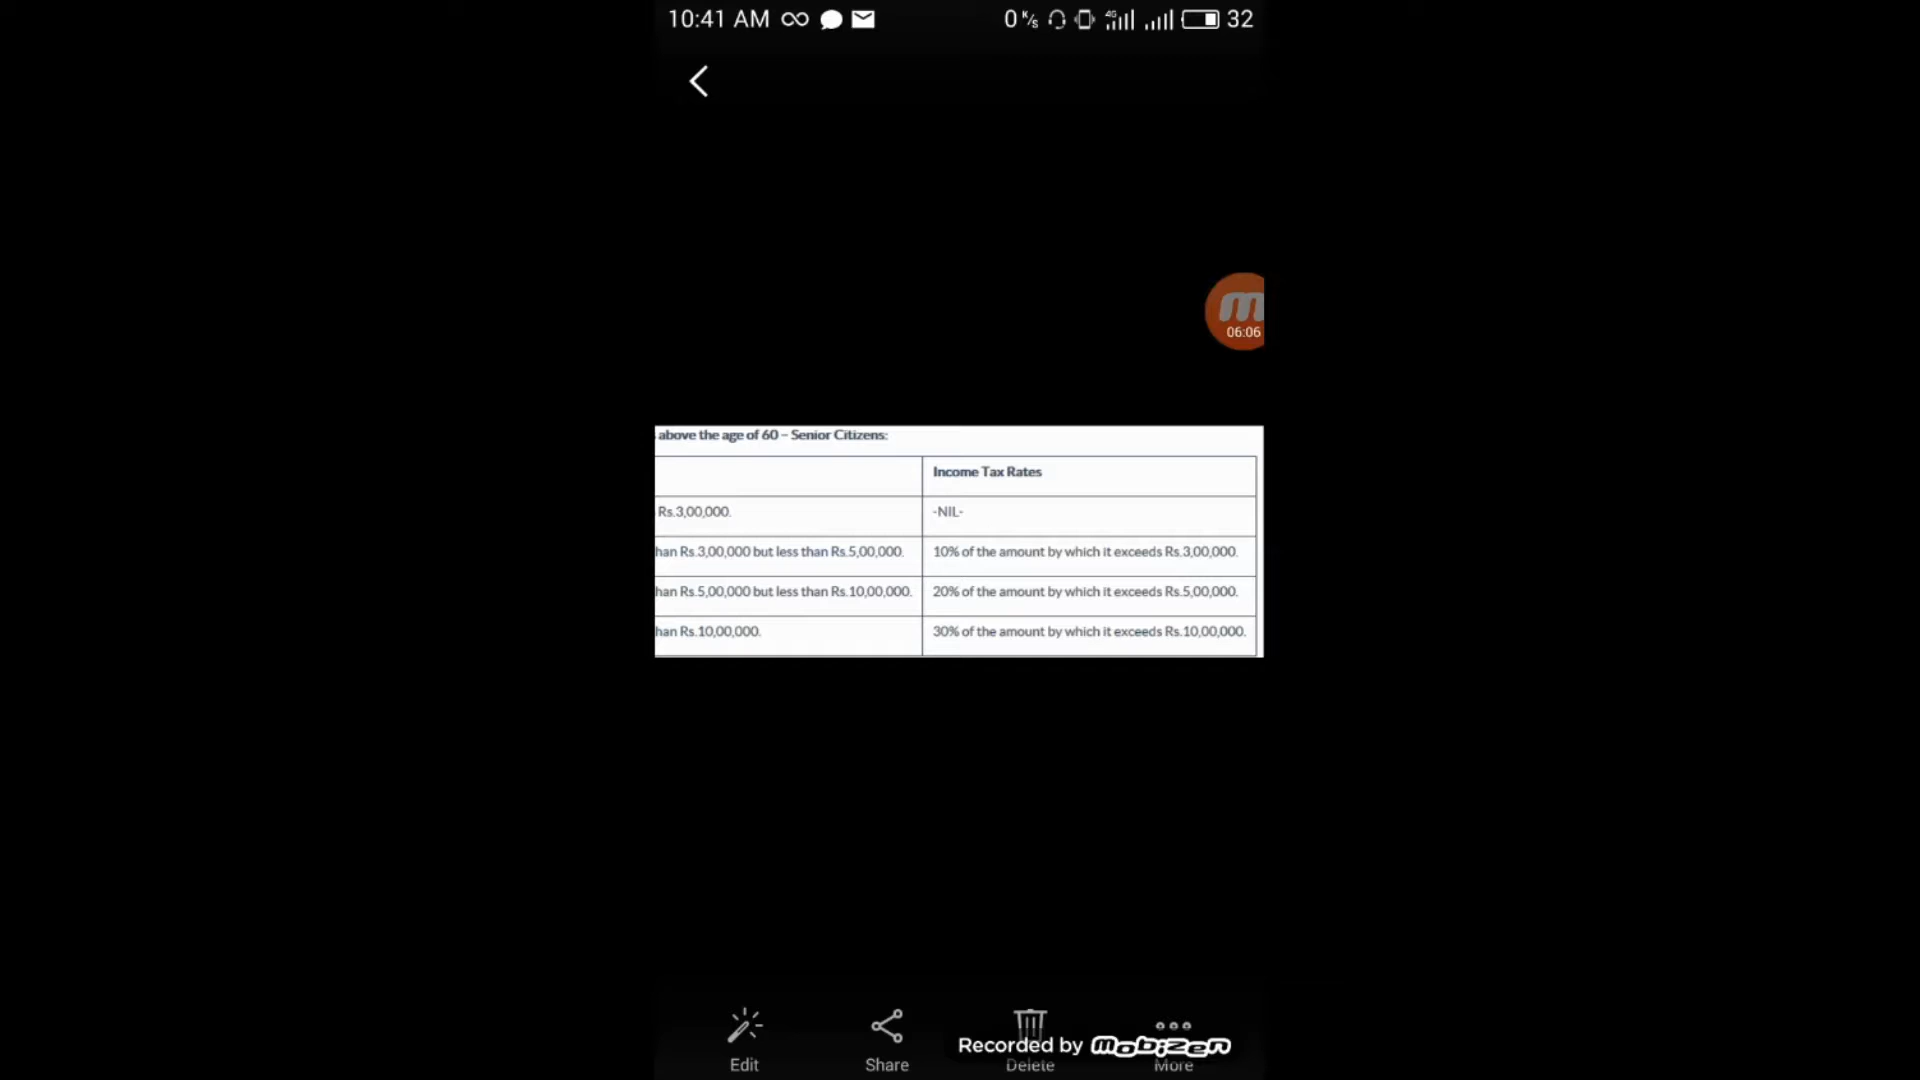 10:41 AM 0 K/s 4G 32
06:06
above the age of 60 – Senior Citizens:
Income Tax Rates
Rs.3,00,000. -NIL-
han Rs.3,00,000 but less than Rs.5,00,000. 10% of the amount by which it exceeds Rs.3,00,000.
han Rs.5,00,000 but less than Rs.10,00,000. 20% of the amount by which it exceeds Rs.5,00,000.
han Rs.10,00,000. 30% of the amount by which it exceeds Rs.10,00,000.
Recorded by Mobizen
Edit Share Delete More